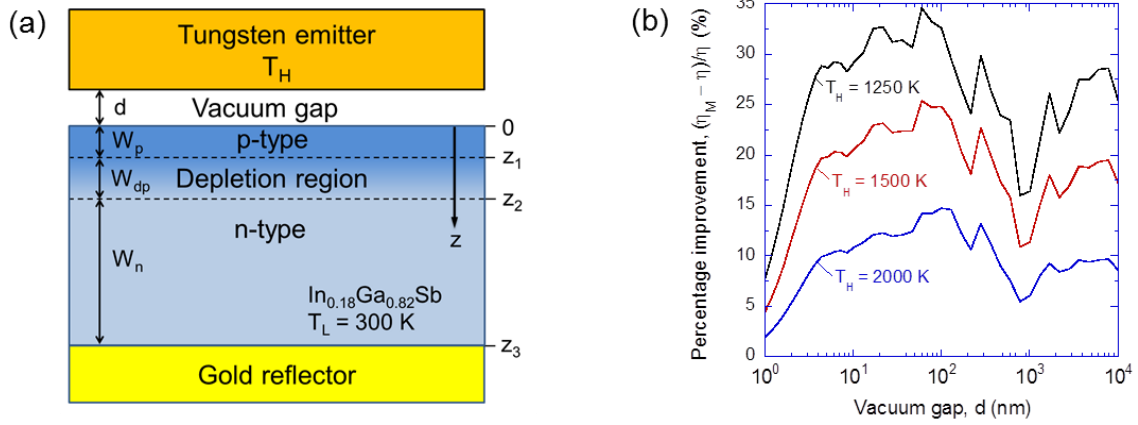 (a)
Tungsten emitter
T_H
d
Vacuum gap
0
W_p
p-type
z_1
W_dp
Depletion region
z_2
n-type
z
W_n
In_0.18Ga_0.82Sb
T_L = 300 K
z_3
Gold reflector
(b)
Percentage improvement, (η_M − η)/η (%)
35
30
25
20
15
10
5
0
T_H = 1250 K
T_H = 1500 K
T_H = 2000 K
10^0
10^1
10^2
10^3
10^4
Vacuum gap, d (nm)